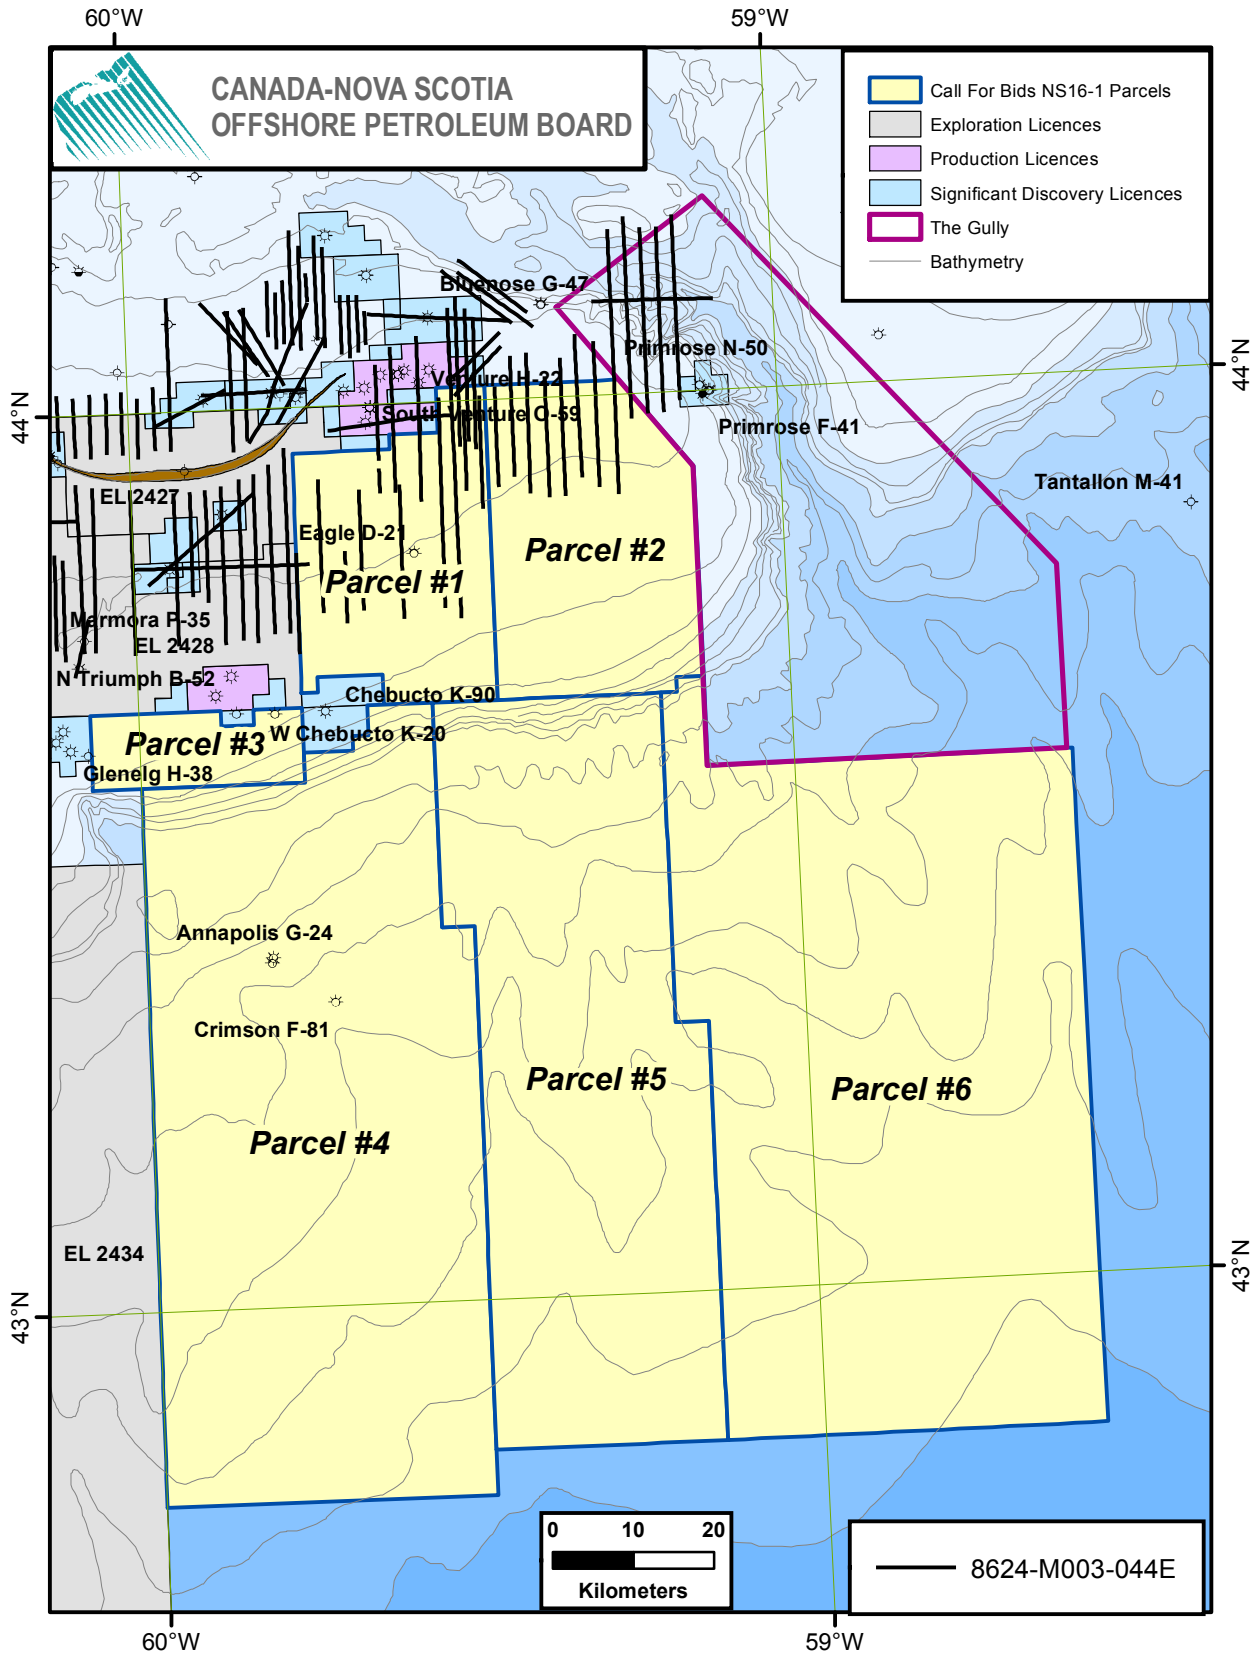 60°W
59°W
CANADA-NOVA SCOTIA
OFFSHORE PETROLEUM BOARD
Call For Bids NS16-1 Parcels
Exploration Licences
Production Licences
Significant Discovery Licences
The Gully
Bathymetry
Bluenose G-47
Primrose N-50
44°N
Venture H-22
44°N
South Venture O-59
Primrose F-41
Tantallon M-41
EL 2427
Eagle D-21
Parcel #2
Parcel #1
Marmora P-35
EL 2428
N Triumph B-52
Chebucto K-90
W Chebucto K-20
Parcel #3
Glenelg H-38
Annapolis G-24
Crimson F-81
Parcel #5
Parcel #6
Parcel #4
EL 2434
43°N
43°N
0 10 20
Kilometers
8624-M003-044E
60°W
59°W